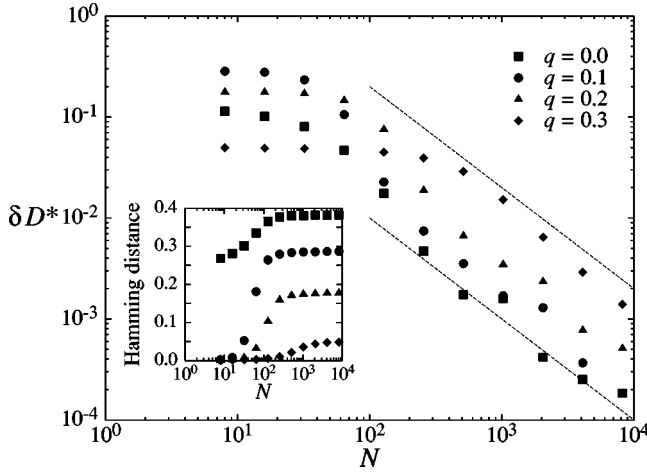 10^0
10^-1
δD* 10^-2
10^-3
10^-4
10^0 10^1 10^2 10^3 10^4
N
q = 0.0
q = 0.1
q = 0.2
q = 0.3
Hamming distance
0.4
0.3
0.2
0.1
0.0
10^0 10^1 10^2 10^3 10^4
N